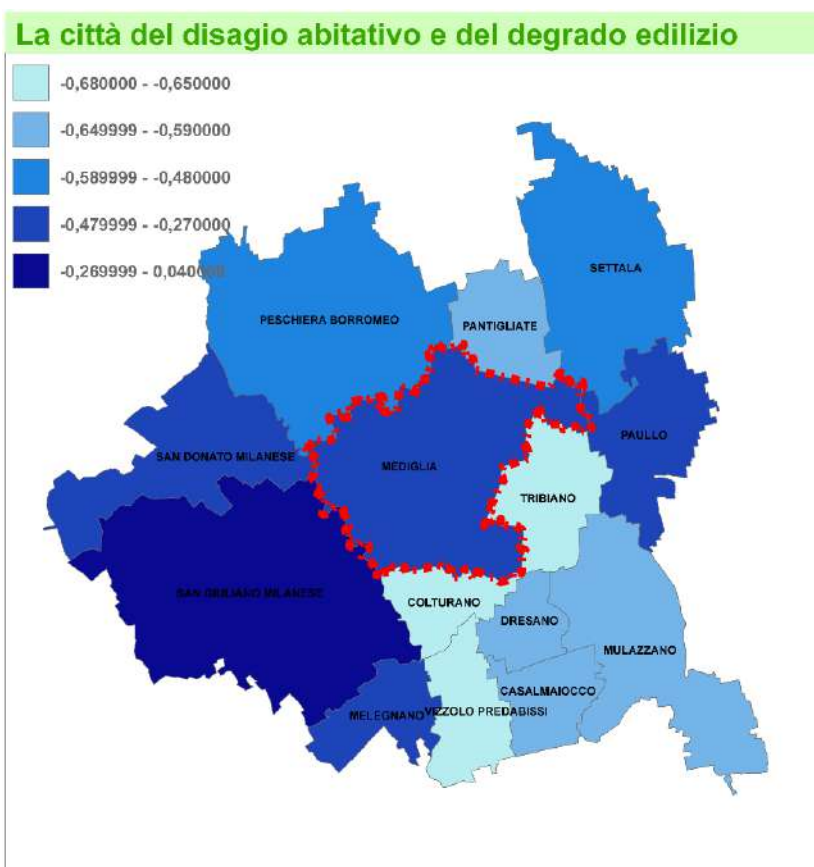 La città del disagio abitativo e del degrado edilizio
-0,680000 - -0,650000
-0,649999 - -0,590000
-0,589999 - -0,480000
-0,479999 - -0,270000
-0,269999 - 0,040000
SETTALA
PESCHIERA BORROMEO
PANTIGLIATE
PAULLO
SAN DONATO MILANESE
MEDIGLIA
TRIBIANO
SAN GIULIANO MILANESE
COLTURANO
DRESANO
MULAZZANO
CASALMAIOCCO
MELEGNANO
VIZZOLO PREDABISSI